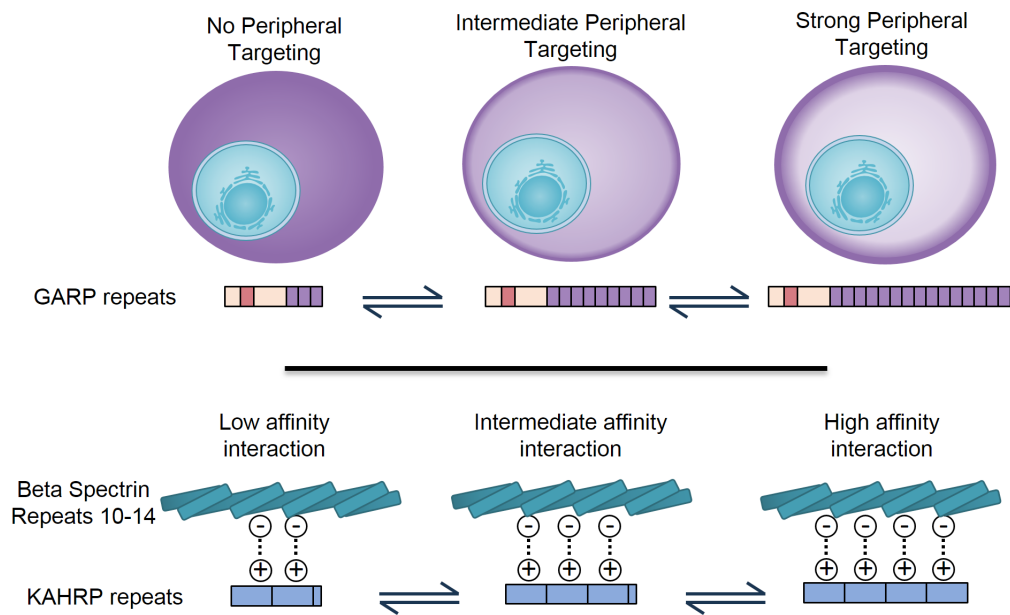 No Peripheral
Targeting
Intermediate Peripheral
Targeting
Strong Peripheral
Targeting
GARP repeats
Low affinity
interaction
Intermediate affinity
interaction
High affinity
interaction
Beta Spectrin
Repeats 10-14
- - - - - - - - -
+ + + + + + + + +
KAHRP repeats